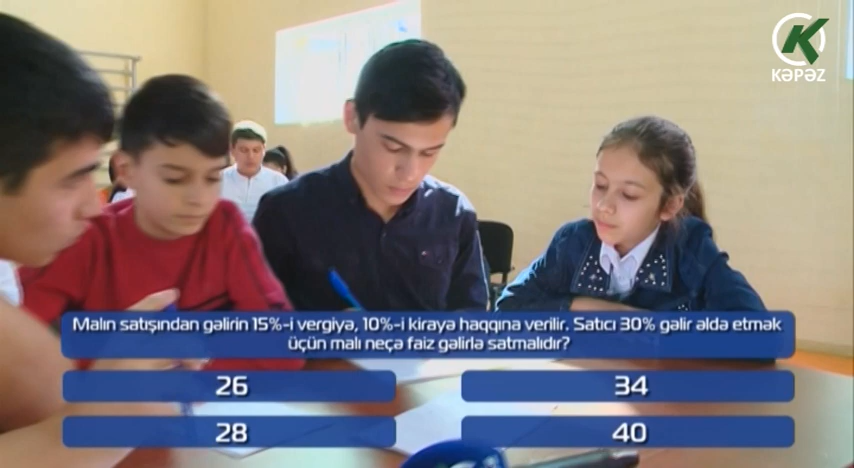 KƏPƏZ
Malın satışından gəlirin 15%-i vergiyə, 10%-i kirayə haqqına verilir. Satıcı 30% gəlir əldə etmək
üçün malı neçə faiz gəlirlə satmalıdır?
26
34
28
40